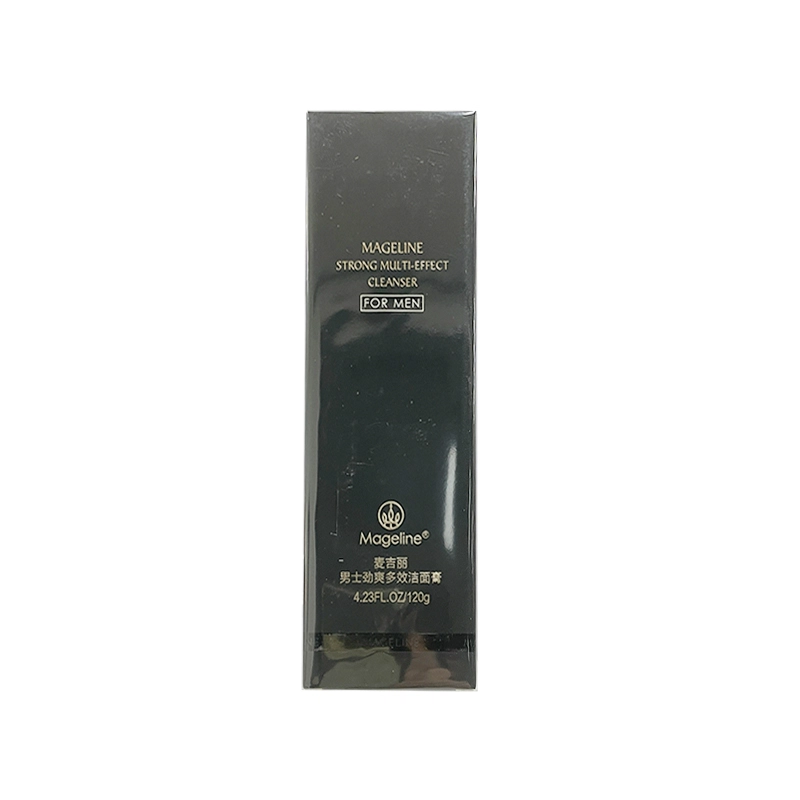 MAGELINE
STRONG MULTI-EFFECT
CLEANSER
FOR MEN
Mageline®
麦吉丽
男士劲爽多效洁面膏
4.23FL.OZ/120g